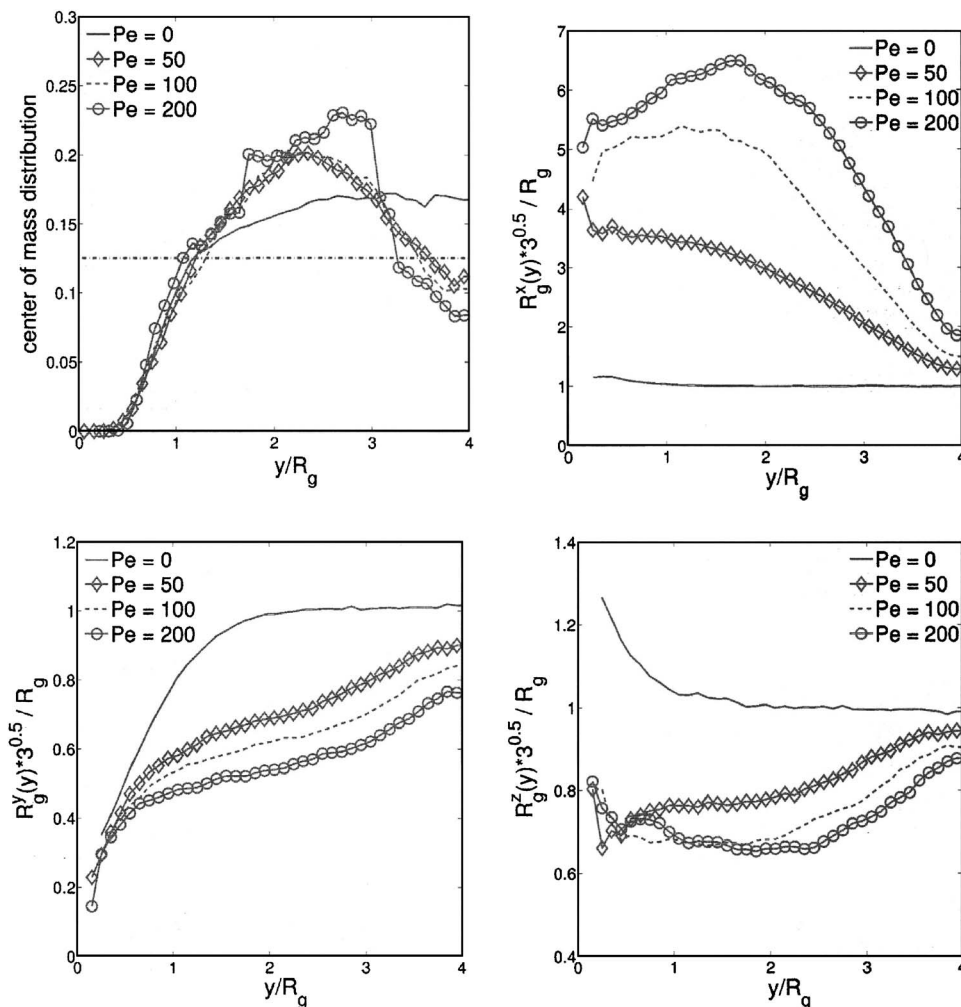 0.3
0.25
0.2
0.15
0.1
0.05
0
center of mass distribution
Pe = 0
Pe = 50
Pe = 100
Pe = 200
0 1 2 3 4
y/Rg
7
6
5
4
3
2
1
0
Rg^x(y)*3^0.5 / Rg
Pe = 0
Pe = 50
Pe = 100
Pe = 200
0 1 2 3 4
y/Rg
1.2
1
0.8
0.6
0.4
0.2
0
Rg^y(y)*3^0.5 / Rg
Pe = 0
Pe = 50
Pe = 100
Pe = 200
0 1 2 3 4
y/Rg
1.4
1.2
1
0.8
0.6
0.4
Rg^z(y)*3^0.5 / Rg
Pe = 0
Pe = 50
Pe = 100
Pe = 200
0 1 2 3 4
y/Rg